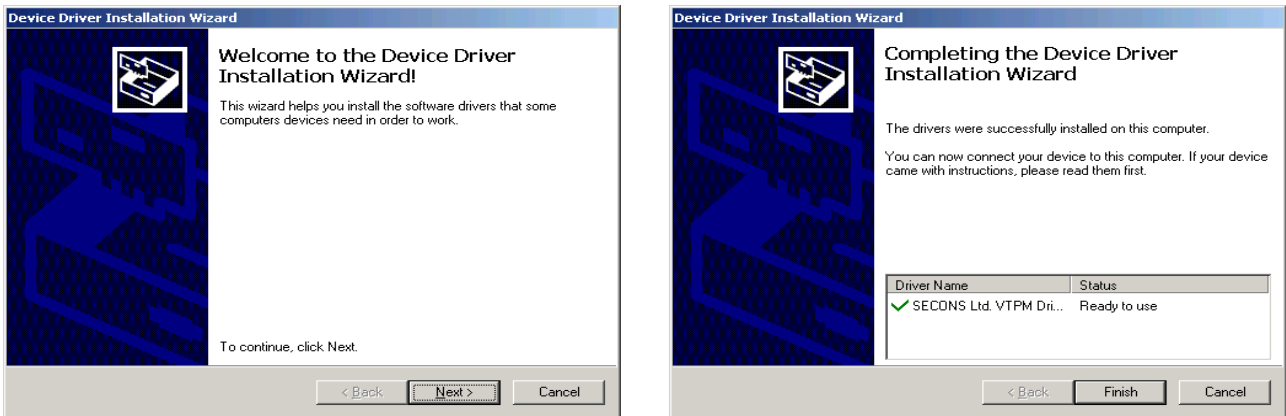 Device Driver Installation Wizard
Welcome to the Device Driver
Installation Wizard!
This wizard helps you install the software drivers that some
computers devices need in order to work.
To continue, click Next.
< Back
Next >
Cancel
Device Driver Installation Wizard
Completing the Device Driver
Installation Wizard
The drivers were successfully installed on this computer.
You can now connect your device to this computer. If your device
came with instructions, please read them first.
Driver Name Status
SECONS Ltd. VTPM Dri... Ready to use
< Back
Finish
Cancel